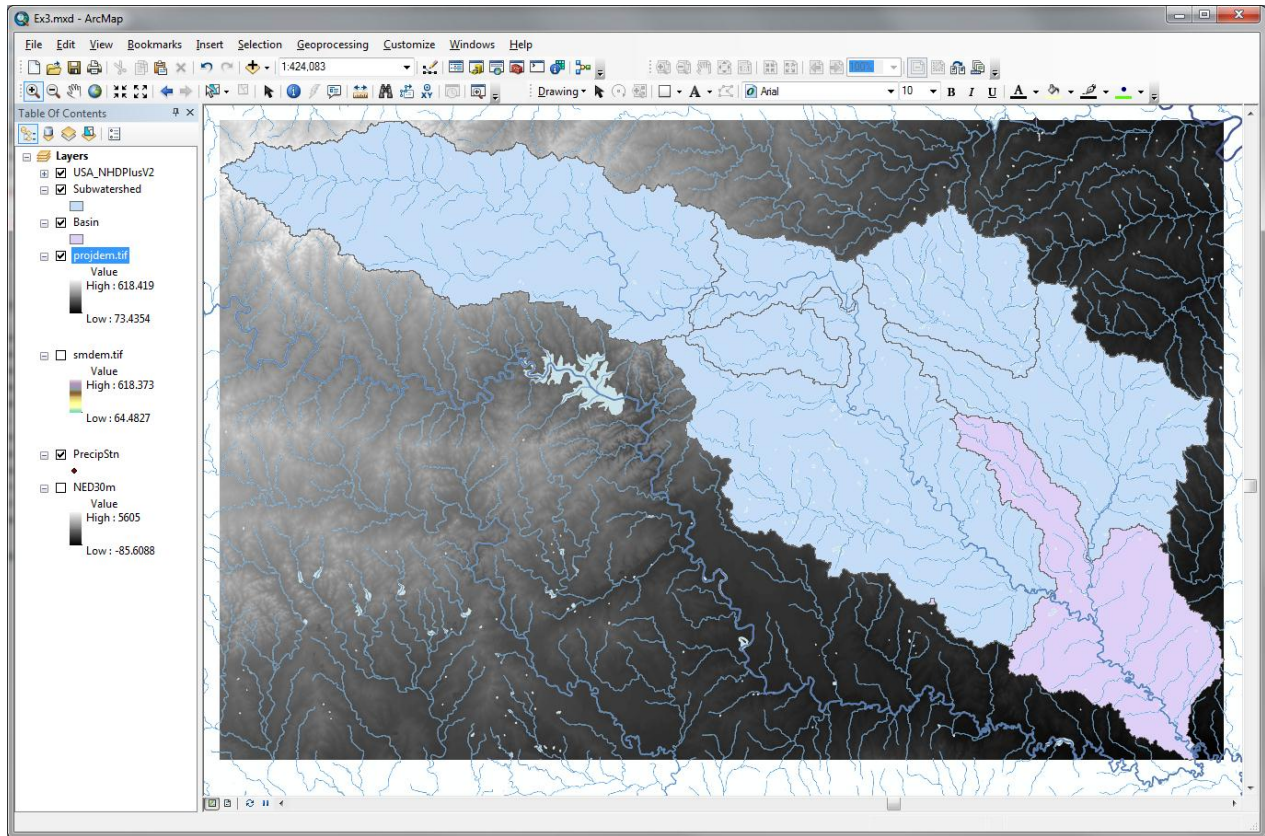 Ex3.mxd - ArcMap
File Edit View Bookmarks Insert Selection Geoprocessing Customize Windows Help
1:424,083 100%
Drawing A Arial 10 B I U A
Table Of Contents
Layers
USA_NHDPlusV2
Subwatershed
Basin
projdem.tif
Value
High : 618.419
Low : 73.4354
smdem.tif
Value
High : 618.373
Low : 64.4827
PrecipStn
NED30m
Value
High : 5605
Low : -85.6088